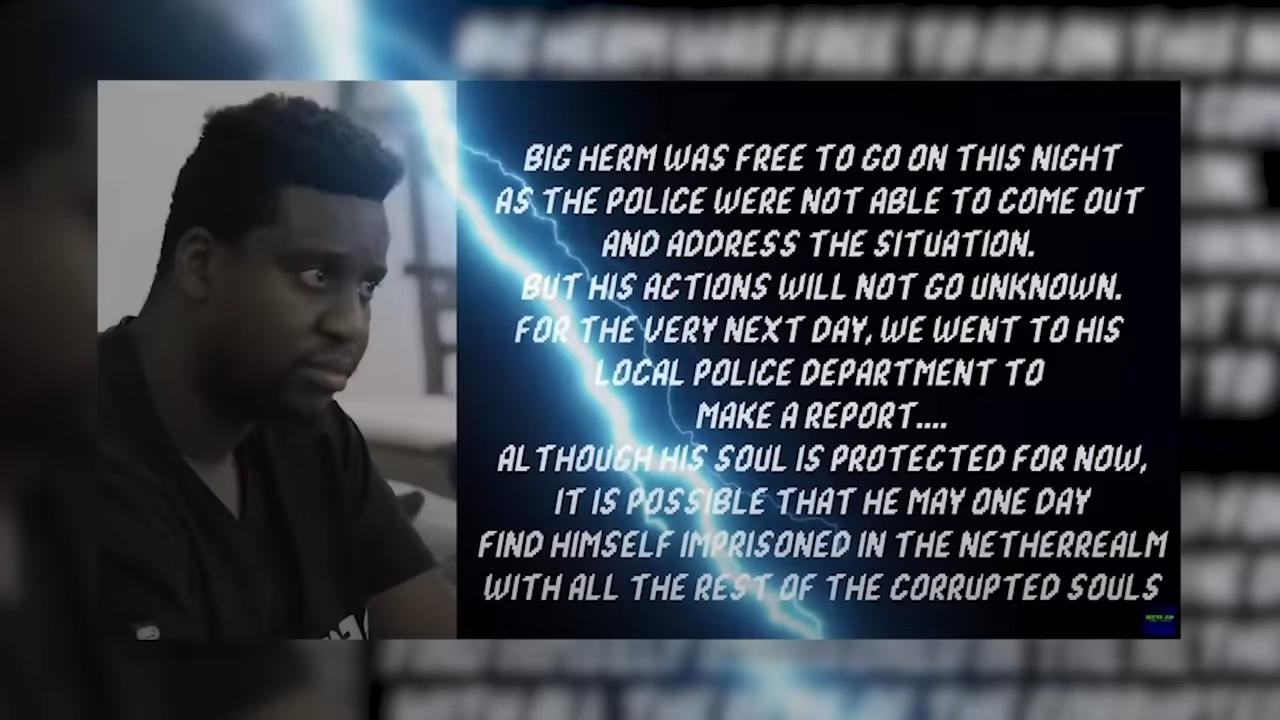 BIG HERM WAS FREE TO GO ON THIS NIGHT
AS THE POLICE WERE NOT ABLE TO COME OUT
AND ADDRESS THE SITUATION.
BUT HIS ACTIONS WILL NOT GO UNKNOWN.
FOR THE VERY NEXT DAY, WE WENT TO HIS
LOCAL POLICE DEPARTMENT TO
MAKE A REPORT....
ALTHOUGH HIS SOUL IS PROTECTED FOR NOW,
IT IS POSSIBLE THAT HE MAY ONE DAY
FIND HIMSELF IMPRISONED IN THE NETHERREALM
WITH ALL THE REST OF THE CORRUPTED SOULS